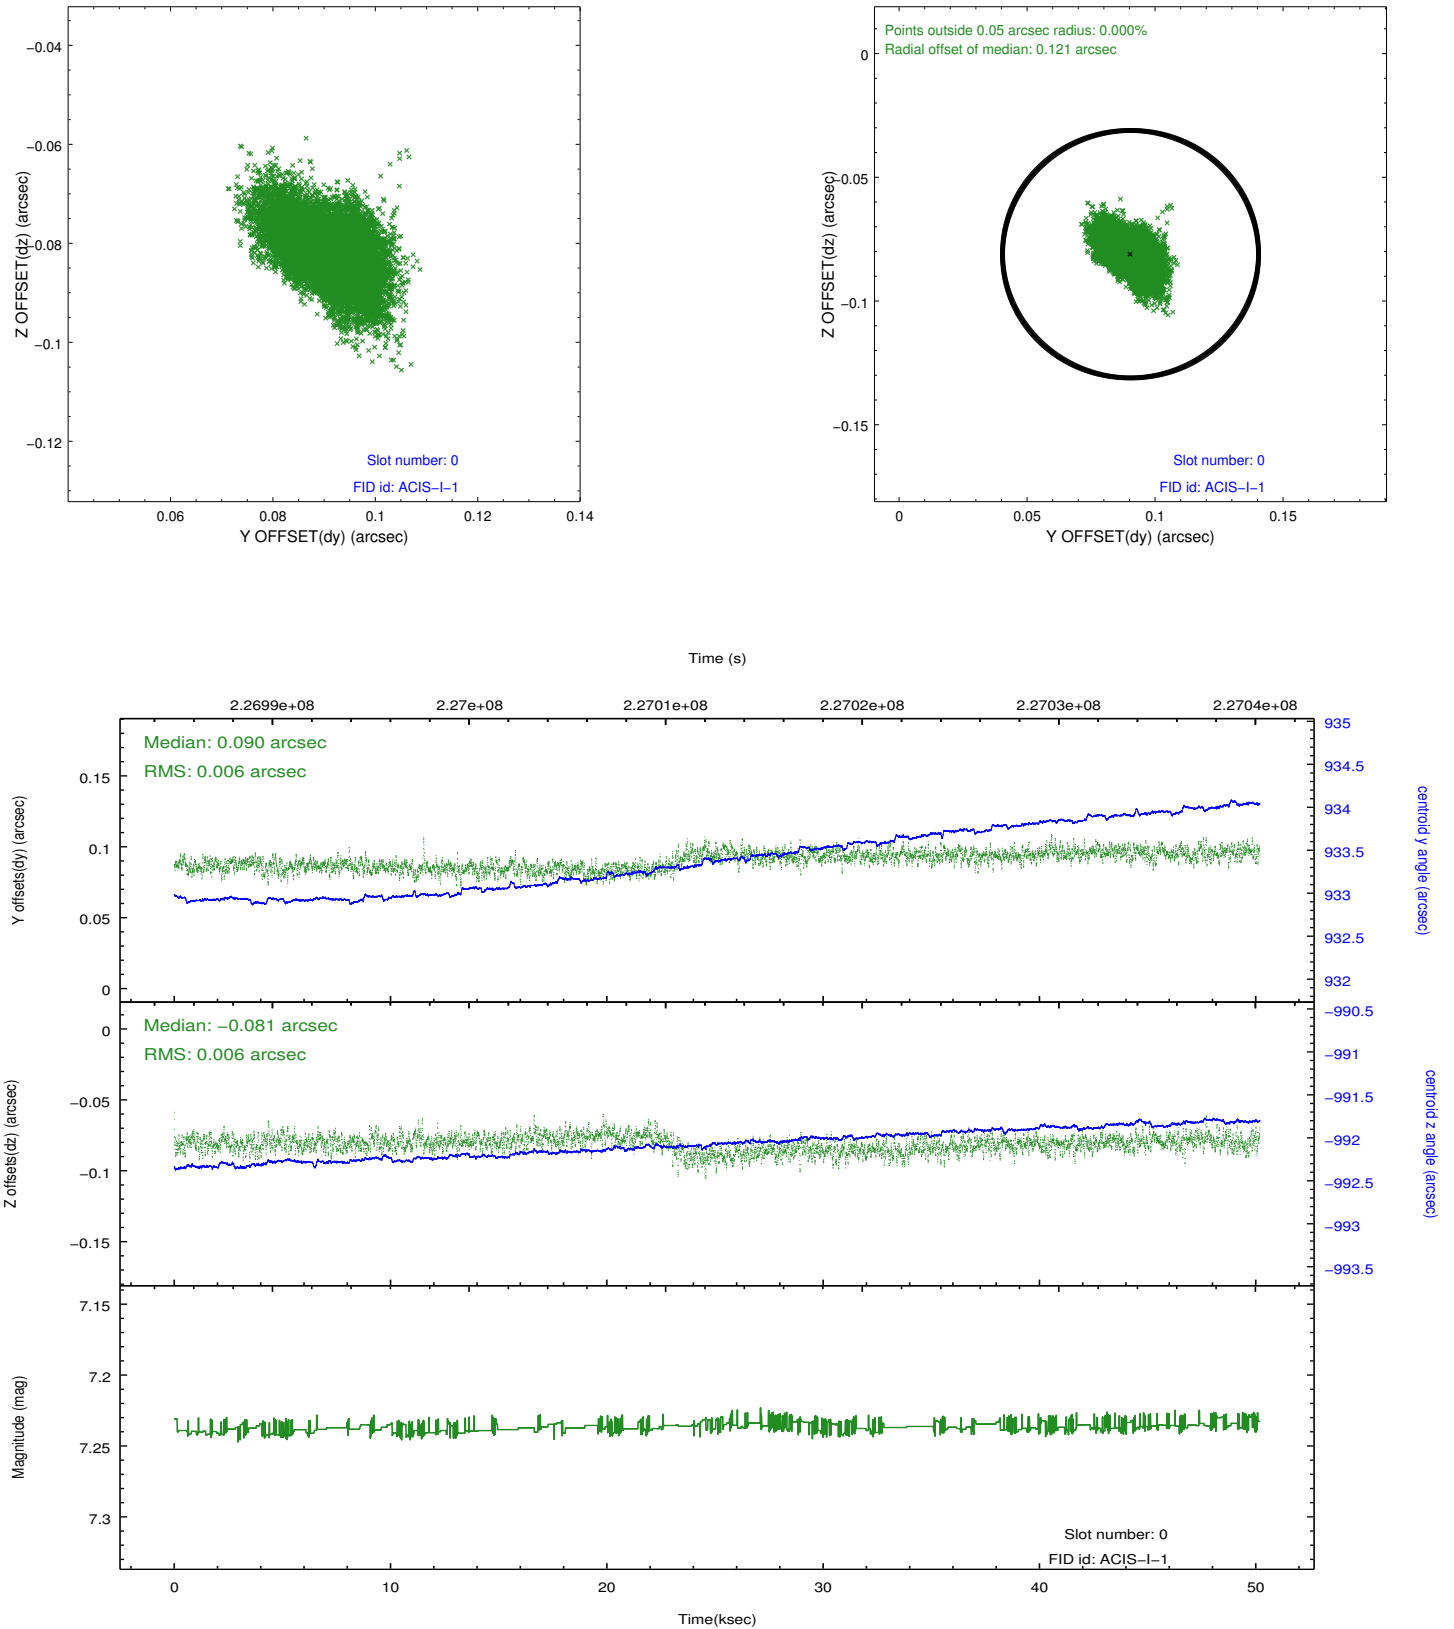 −0.04
−0.06
−0.08
−0.1
−0.12
Z OFFSET(dz) (arcsec)
Slot number: 0
FID id: ACIS−I−1
0.06 0.08 0.1 0.12 0.14
Y OFFSET(dy) (arcsec)
Points outside 0.05 arcsec radius: 0.000%
Radial offset of median: 0.121 arcsec
0
−0.05
−0.1
−0.15
Z OFFSET(dz) (arcsec)
Slot number: 0
FID id: ACIS−I−1
0 0.05 0.1 0.15
Y OFFSET(dy) (arcsec)
Time (s)
2.2699e+08 2.27e+08 2.2701e+08 2.2702e+08 2.2703e+08 2.2704e+08
Median: 0.090 arcsec
RMS: 0.006 arcsec
0.15
0.1
0.05
0
Y offsets(dy) (arcsec)
935
934.5
934
933.5
933
932.5
932
centroid y angle (arcsec)
Median: −0.081 arcsec
RMS: 0.006 arcsec
0
−0.05
−0.1
−0.15
Z offsets(dz) (arcsec)
−990.5
−991
−991.5
−992
−992.5
−993
−993.5
centroid z angle (arcsec)
7.15
7.2
7.25
7.3
Magnitude (mag)
Slot number: 0
FID id: ACIS−I−1
0 10 20 30 40 50
Time(ksec)